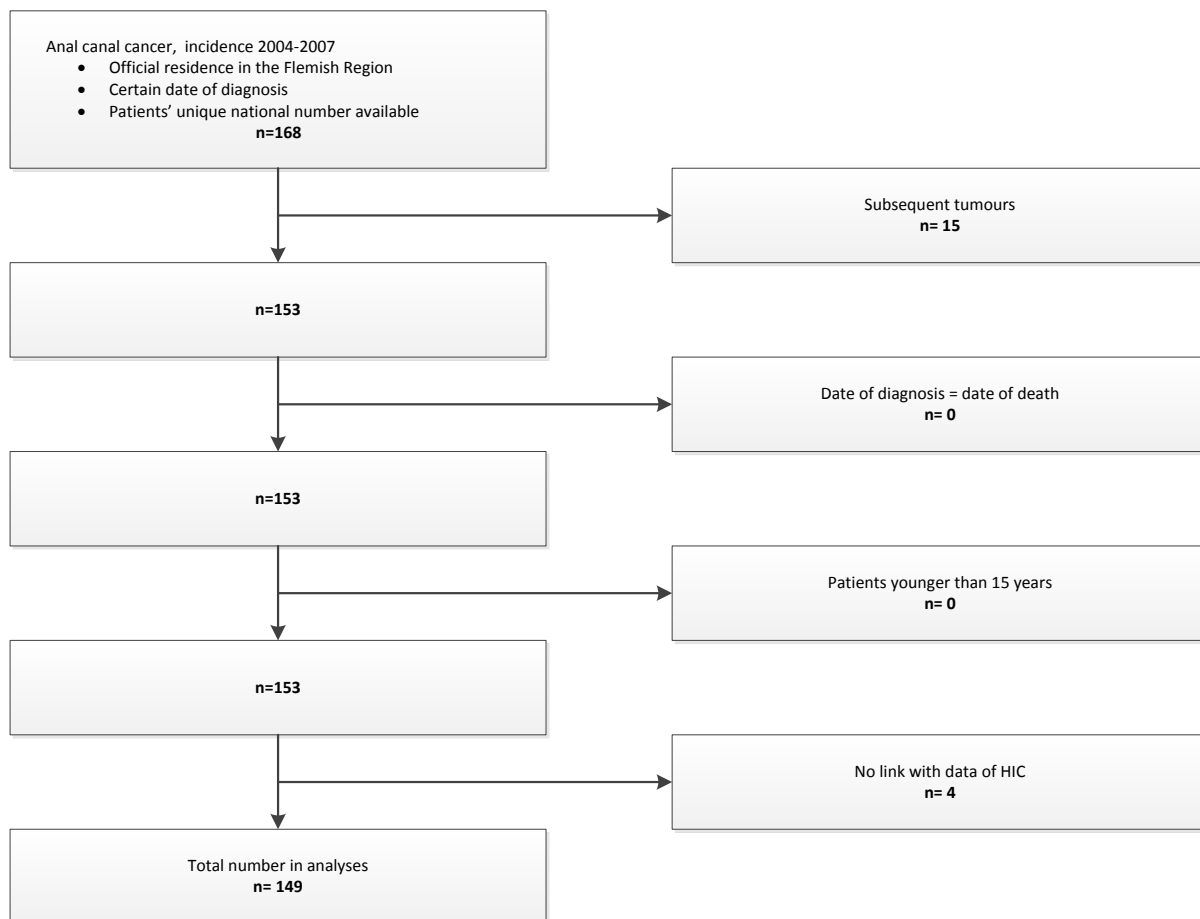 Anal canal cancer,  incidence 2004-2007
• Official residence in the Flemish Region
• Certain date of diagnosis
• Patients’ unique national number available
n=168
Subsequent tumours
n= 15
n=153
Date of diagnosis = date of death
n= 0
n=153
Patients younger than 15 years
n= 0
n=153
No link with data of HIC
n= 4
Total number in analyses
n= 149